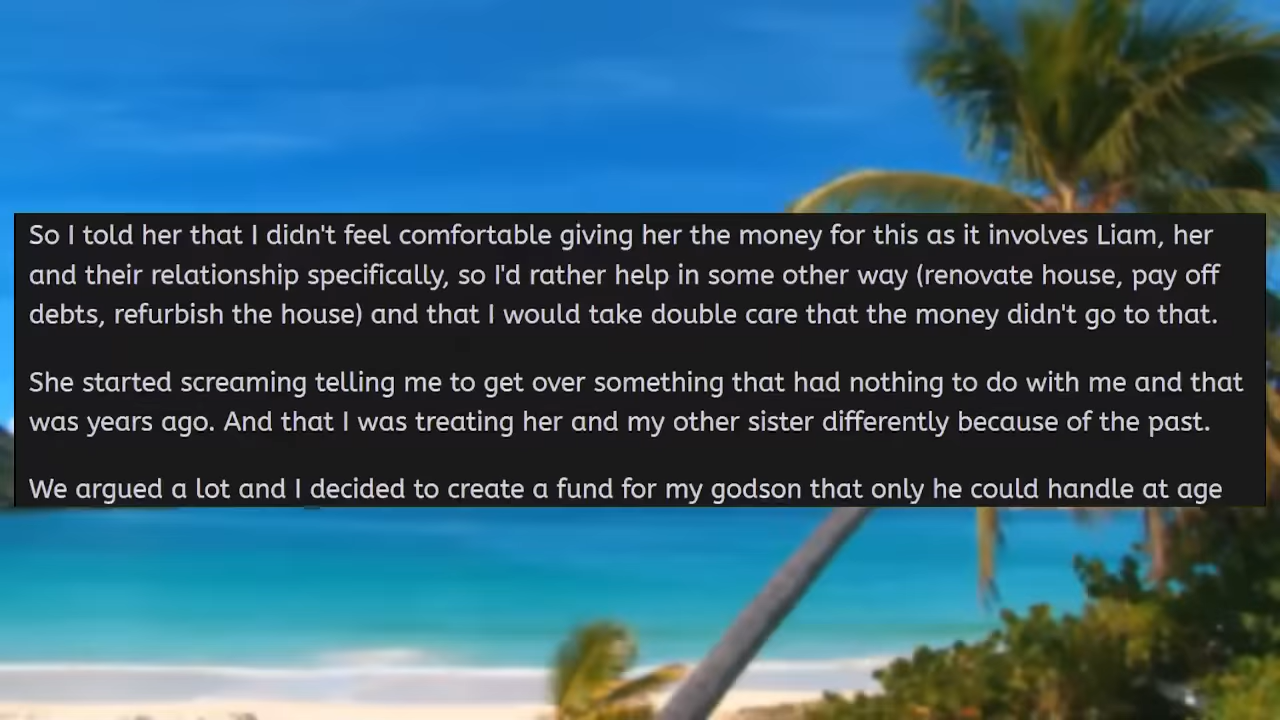 So I told her that I didn't feel comfortable giving her the money for this as it involves Liam, her
and their relationship specifically, so I'd rather help in some other way (renovate house, pay off
debts, refurbish the house) and that I would take double care that the money didn't go to that.
She started screaming telling me to get over something that had nothing to do with me and that
was years ago. And that I was treating her and my other sister differently because of the past.
We argued a lot and I decided to create a fund for my godson that only he could handle at age